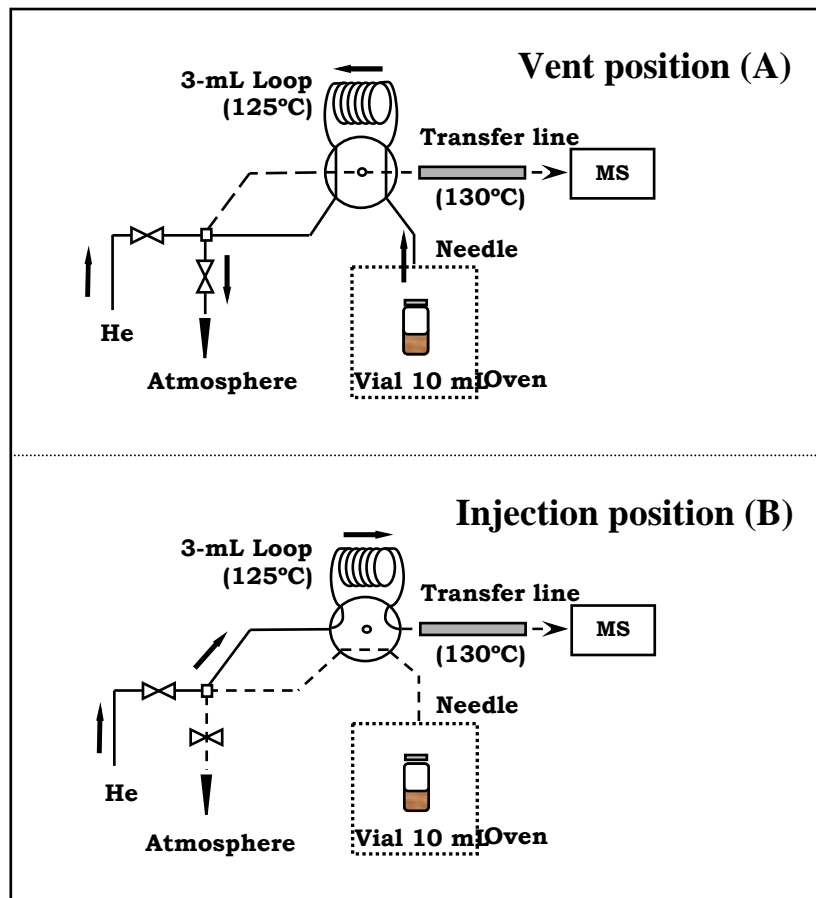 Vent position (A)
3-mL Loop
(125ºC)
Transfer line
MS
(130ºC)
Needle
He
Atmosphere
Vial 10 mL
Oven
Injection position (B)
3-mL Loop
(125ºC)
Transfer line
MS
(130ºC)
Needle
He
Atmosphere
Vial 10 mL
Oven